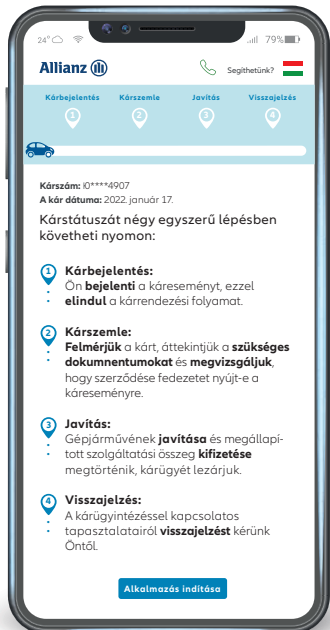 24°
79%
Allianz
Segíthetünk?
Kárbejelentés Kárszemle Javítás Visszajelzés
1 2 3 4
Kárszám: I0****4907
A kár dátuma: 2022. január 17.
Kárstátuszát négy egyszerű lépésben
követheti nyomon:
1 Kárbejelentés:
Ön bejelenti a káreseményt, ezzel
elindul a kárrendezési folyamat.
2 Kárszemle:
Felmérjük a kárt, áttekintjük a szükséges
dokmnentumokat és megvizsgáljuk,
hogy szerződése fedezetet nyújt-e a
káreseményre.
3 Javítás:
Gépjárművének javítása és megállapí-
tott szolgáltatási összeg kifizetése
megtörténik, kárügyét lezárjuk.
4 Visszajelzés:
A kárügyintézéssel kapcsolatos
tapasztalatairól visszajelzést kérünk
Öntől.
Alkalmazás indítása